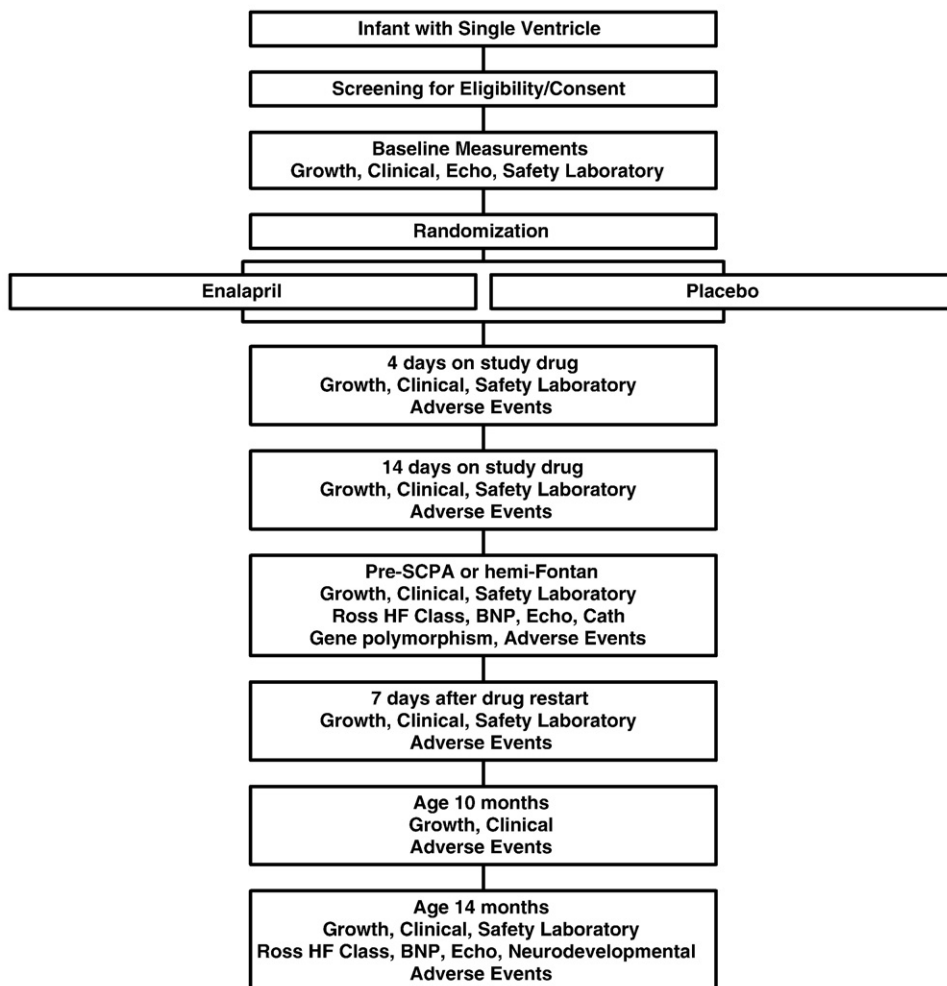 Infant with Single Ventricle
Screening for Eligibility/Consent
Baseline Measurements
Growth, Clinical, Echo, Safety Laboratory
Randomization
Enalapril
Placebo
4 days on study drug
Growth, Clinical, Safety Laboratory
Adverse Events
14 days on study drug
Growth, Clinical, Safety Laboratory
Adverse Events
Pre-SCPA or hemi-Fontan
Growth, Clinical, Safety Laboratory
Ross HF Class, BNP, Echo, Cath
Gene polymorphism, Adverse Events
7 days after drug restart
Growth, Clinical, Safety Laboratory
Adverse Events
Age 10 months
Growth, Clinical
Adverse Events
Age 14 months
Growth, Clinical, Safety Laboratory
Ross HF Class, BNP, Echo, Neurodevelopmental
Adverse Events